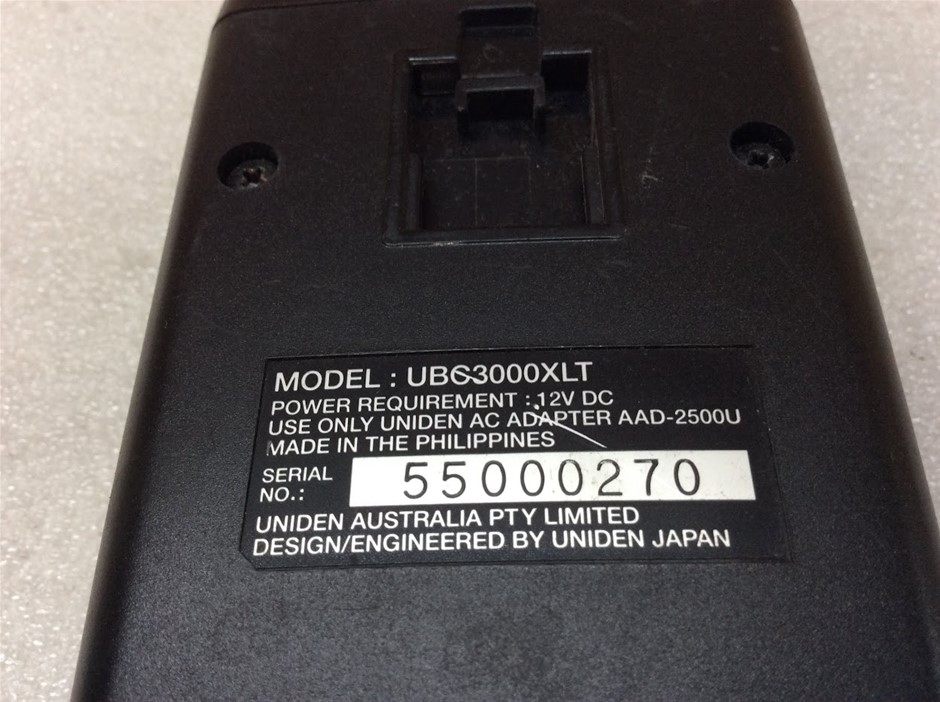 MODEL : UBC3000XLT
POWER REQUIREMENT : 12V DC
USE ONLY UNIDEN AC ADAPTER AAD-2500U
MADE IN THE PHILIPPINES
SERIAL NO.: 55000270
UNIDEN AUSTRALIA PTY LIMITED
DESIGN/ENGINEERED BY UNIDEN JAPAN